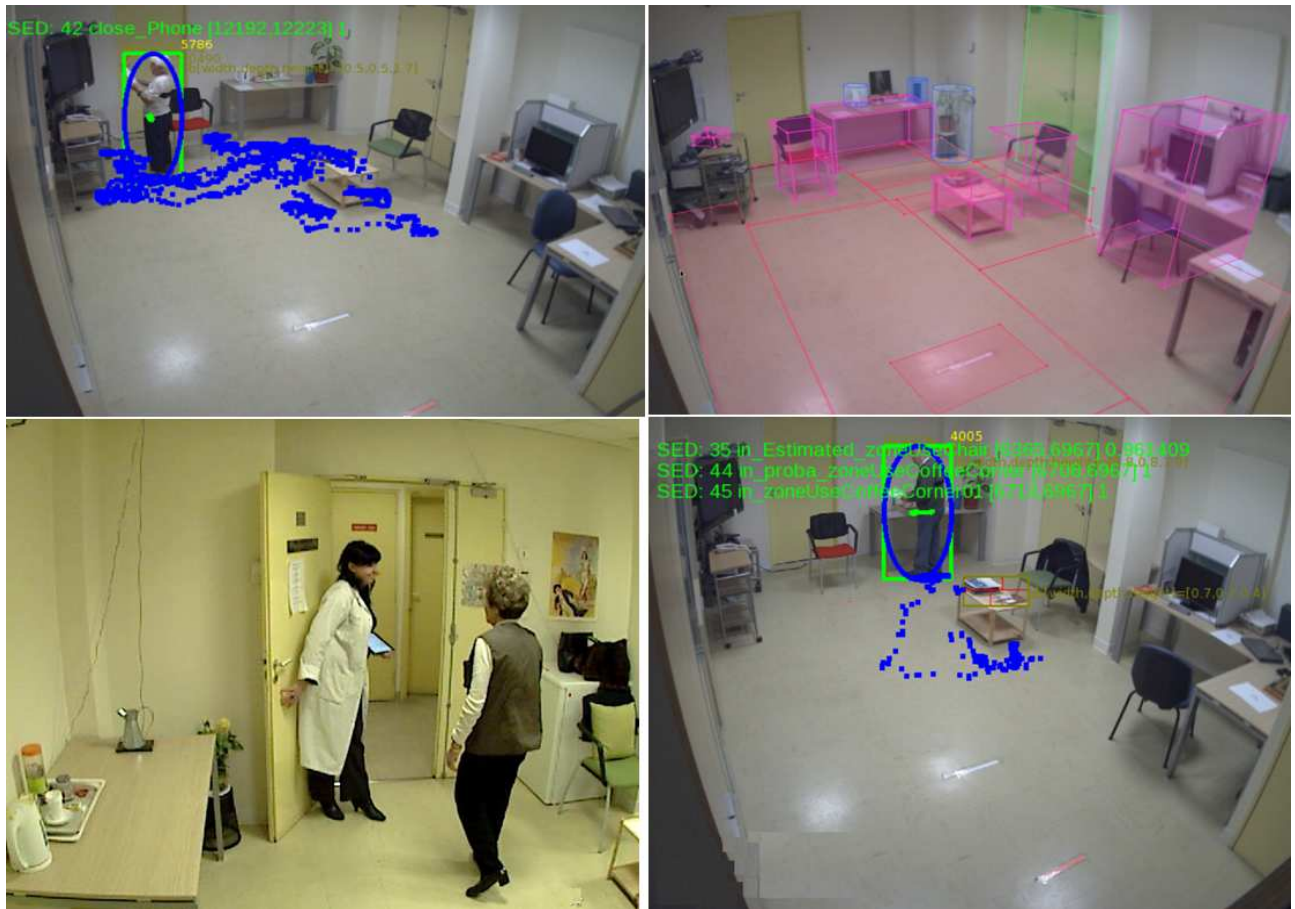 SED: 42 close_Phone [12192,12223] 1
5786
4005
SED: 35 in_Estimated_zoneUseChair [6365,6967] 0.961409
SED: 44 in_proba_zoneUseCoffeeCorner [6708,6967] 1
SED: 45 in_zoneUseCoffeeCorner01 [6713,6967] 1